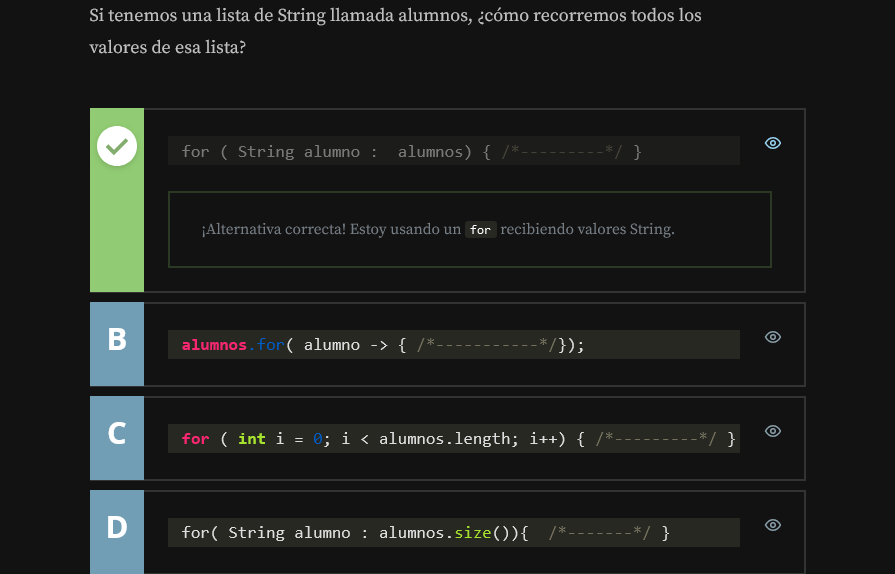 Si tenemos una lista de String llamada alumnos, ¿cómo recorremos todos los
valores de esa lista?
for ( String alumno :  alumnos) { /*---------*/ }
¡Alternativa correcta! Estoy usando un for recibiendo valores String.
B
alumnos.for( alumno -> { /*-----------*/});
C
for ( int i = 0; i < alumnos.length; i++) { /*---------*/ }
D
for( String alumno : alumnos.size()){  /*-------*/ }